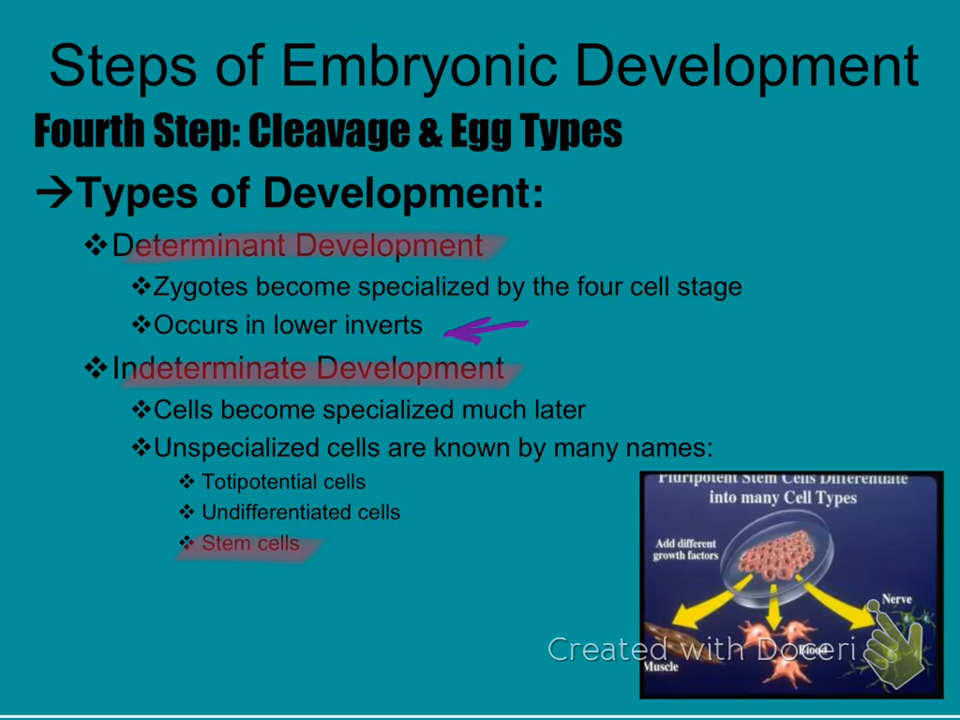 Steps of Embryonic Development
Fourth Step: Cleavage & Egg Types
→Types of Development:
❖Determinant Development
❖Zygotes become specialized by the four cell stage
❖Occurs in lower inverts
❖Indeterminate Development
❖Cells become specialized much later
❖Unspecialized cells are known by many names:
❖ Totipotential cells
❖ Undifferentiated cells
❖ Stem cells
Pluripotent Stem Cells Differentiate
into many Cell Types
Add different
growth factors
Nerve
Blood
Muscle
Created with Doceri